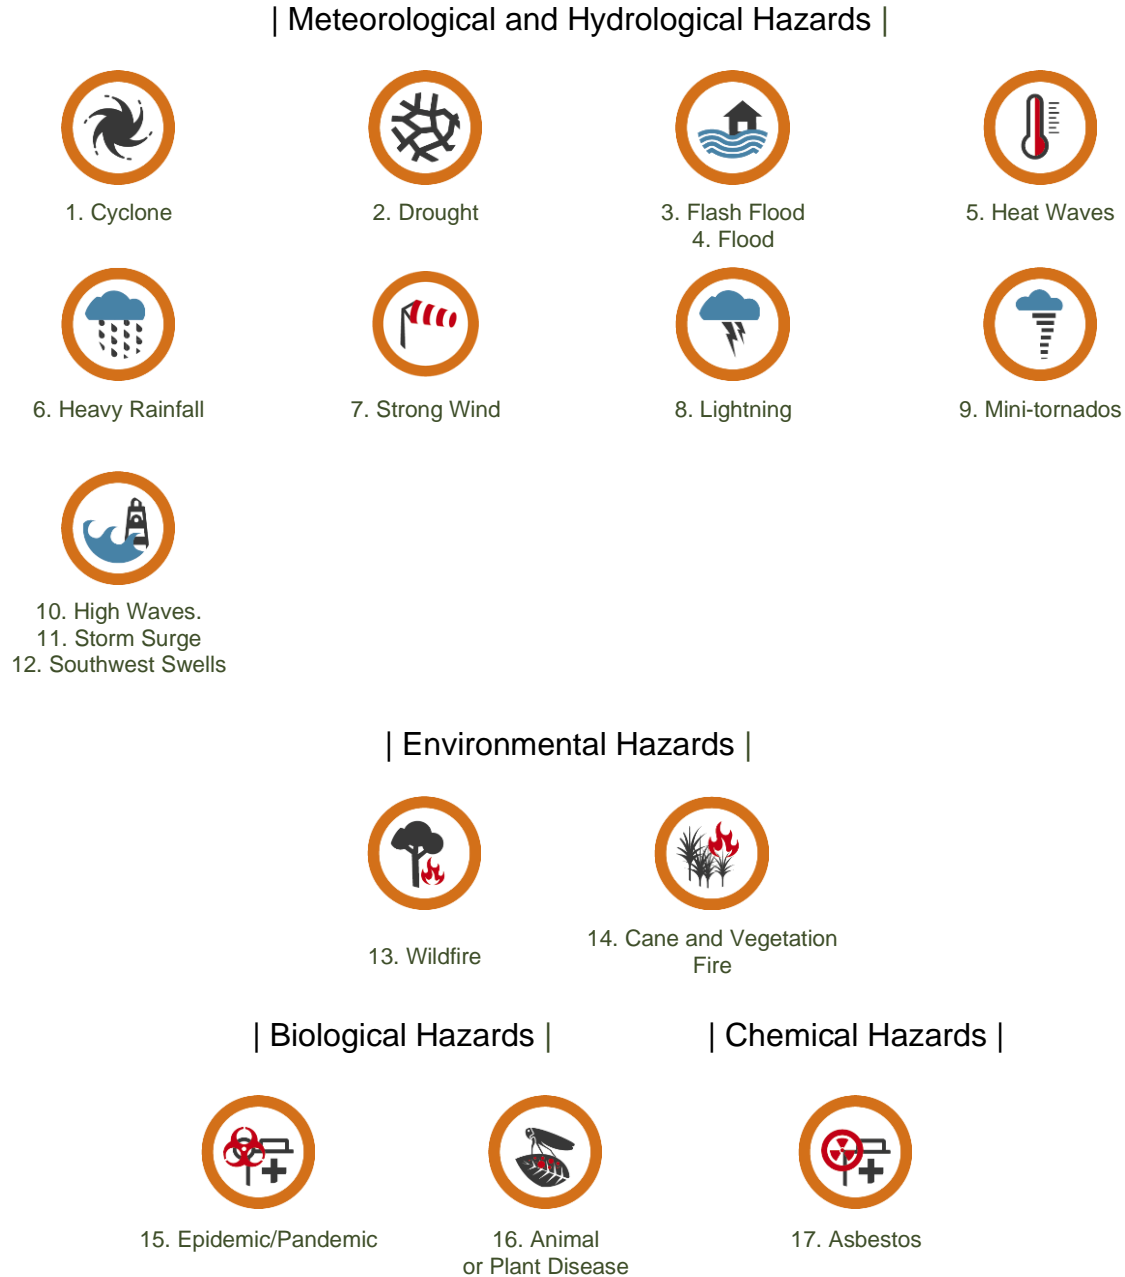 | Meteorological and Hydrological Hazards |
1. Cyclone
2. Drought
3. Flash Flood
4. Flood
5. Heat Waves
6. Heavy Rainfall
7. Strong Wind
8. Lightning
9. Mini-tornados
10. High Waves.
11. Storm Surge
12. Southwest Swells
| Environmental Hazards |
13. Wildfire
14. Cane and Vegetation
Fire
| Biological Hazards |
15. Epidemic/Pandemic
16. Animal
or Plant Disease
| Chemical Hazards |
17. Asbestos